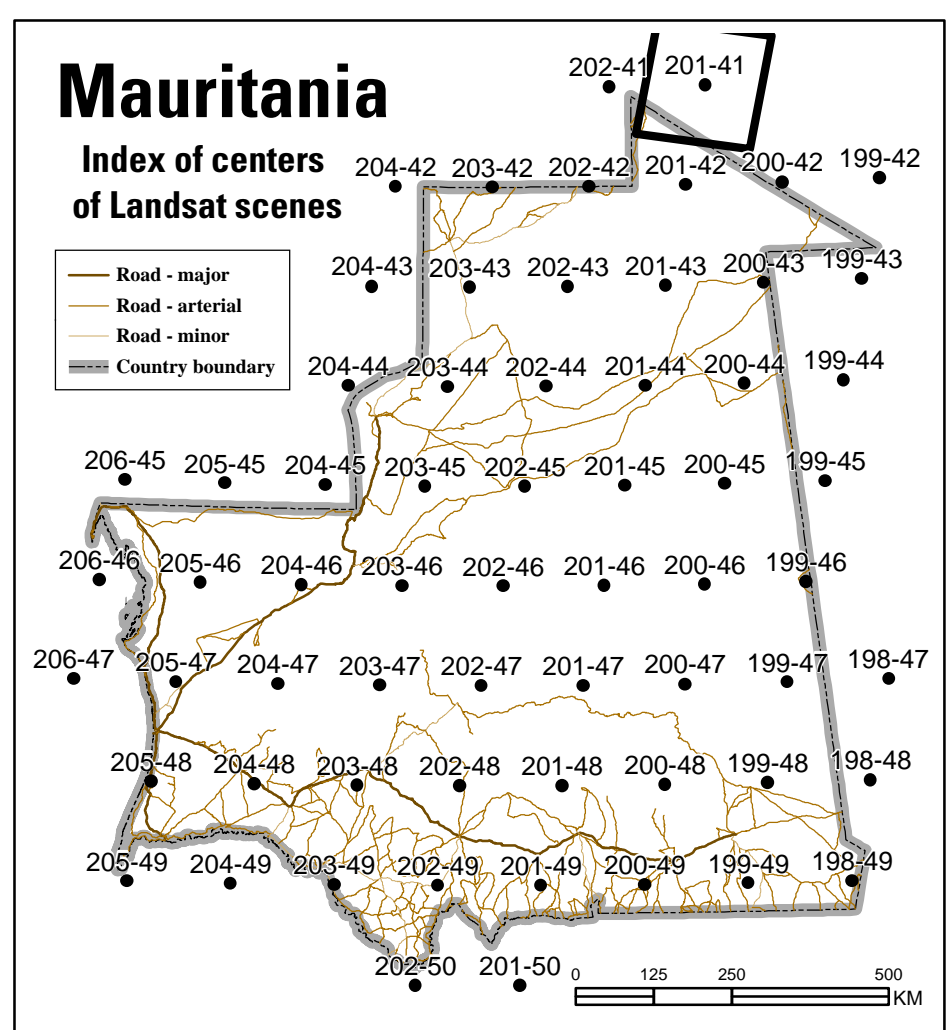 Mauritania
Index of centers
of Landsat scenes
Road - major
Road - arterial
Road - minor
Country boundary
202-41 201-41
204-42 203-42 202-42 201-42 200-42 199-42
204-43 203-43 202-43 201-43 200-43 199-43
204-44 203-44 202-44 201-44 200-44 199-44
206-45 205-45 204-45 203-45 202-45 201-45 200-45 199-45
206-46 205-46 204-46 203-46 202-46 201-46 200-46 199-46
206-47 205-47 204-47 203-47 202-47 201-47 200-47 199-47 198-47
205-48 204-48 203-48 202-48 201-48 200-48 199-48 198-48
205-49 204-49 203-49 202-49 201-49 200-49 199-49 198-49
202-50 201-50
0 125 250 500
KM